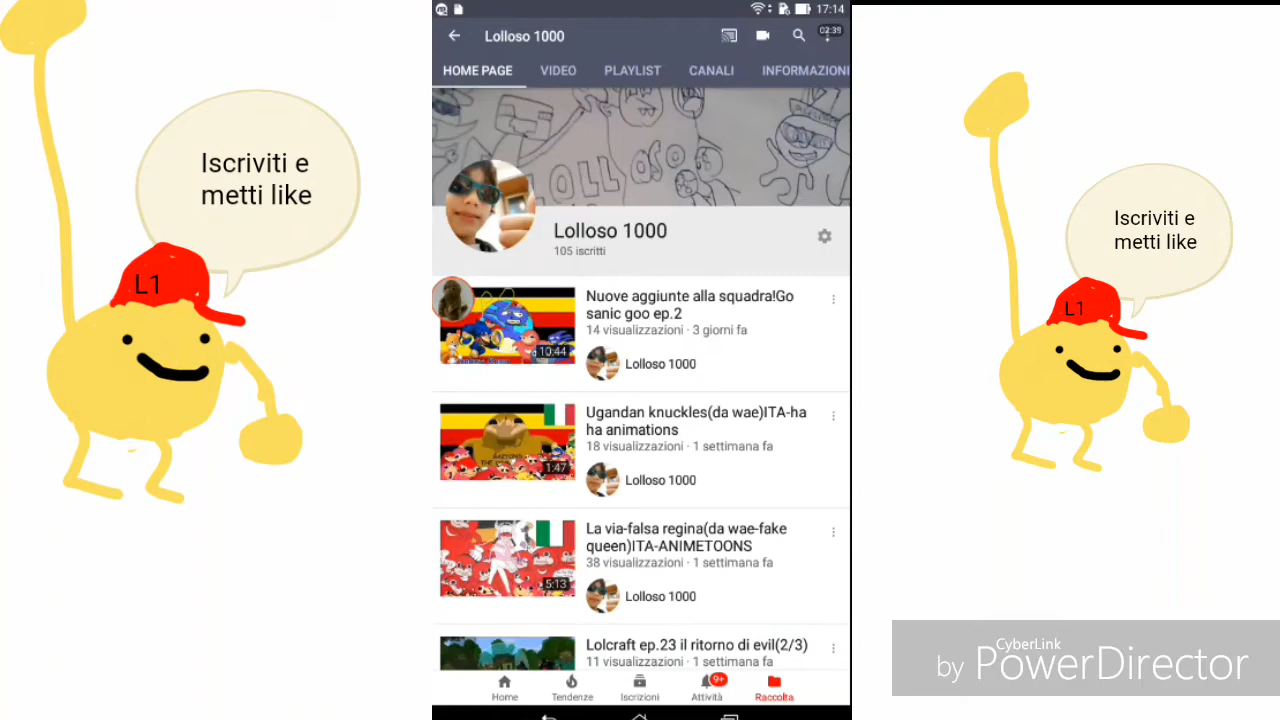 Iscriviti e
metti like
L1
17:14
Lolloso 1000
02:39
HOME PAGE
VIDEO
PLAYLIST
CANALI
INFORMAZIONI
OLLOSO
Lolloso 1000
105 iscritti
Nuove aggiunte alla squadra!Go
sanic goo ep.2
14 visualizzazioni · 3 giorni fa
10:44
Lolloso 1000
Ugandan knuckles(da wae)ITA-ha
ha animations
18 visualizzazioni · 1 settimana fa
1:47
Lolloso 1000
La via-falsa regina(da wae-fake
queen)ITA-ANIMETOONS
38 visualizzazioni · 1 settimana fa
5:13
Lolloso 1000
Lolcraft ep.23 il ritorno di evil(2/3)
11 visualizzazioni · 1 settimana fa
Home
Tendenze
Iscrizioni
9+
Attività
Raccolta
Iscriviti e
metti like
L1
CyberLink
by PowerDirector